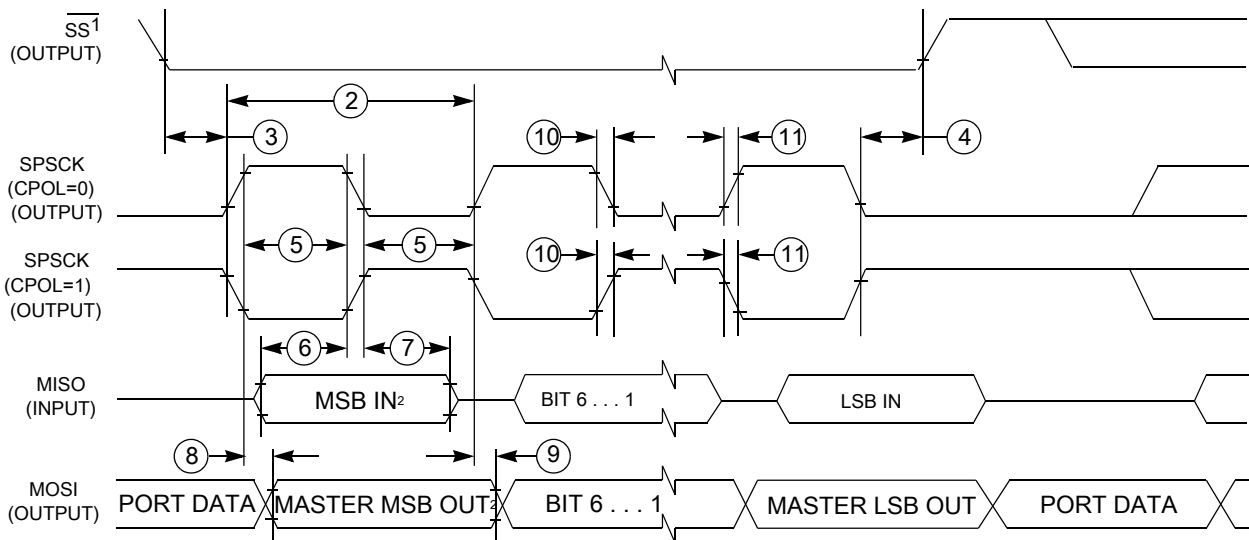 SS1
(OUTPUT)
2
3
10
11
4
SPSCK
(CPOL=0)
(OUTPUT)
5
5
10
11
SPSCK
(CPOL=1)
(OUTPUT)
6
7
MISO
(INPUT)
MSB IN2
BIT 6 . . . 1
LSB IN
8
9
MOSI
(OUTPUT)
PORT DATA
MASTER MSB OUT2
BIT 6 . . . 1
MASTER LSB OUT
PORT DATA